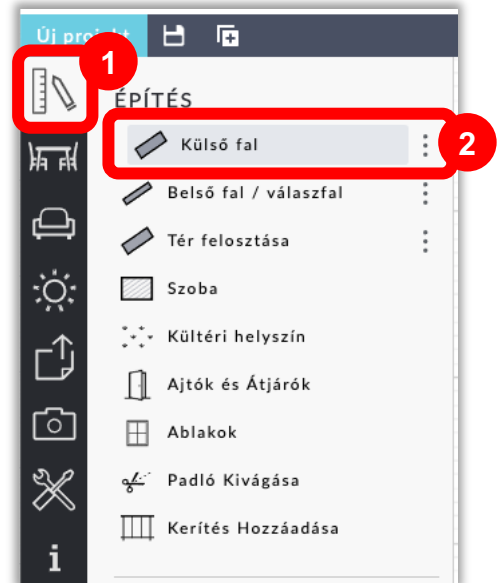 Új
1
ÉPÍTÉS
Külső fal
2
Belső fal / válaszfal
Tér felosztása
Szoba
Kültéri helyszín
Ajtók és Átjárók
Ablakok
Padló Kivágása
Kerítés Hozzáadása
i